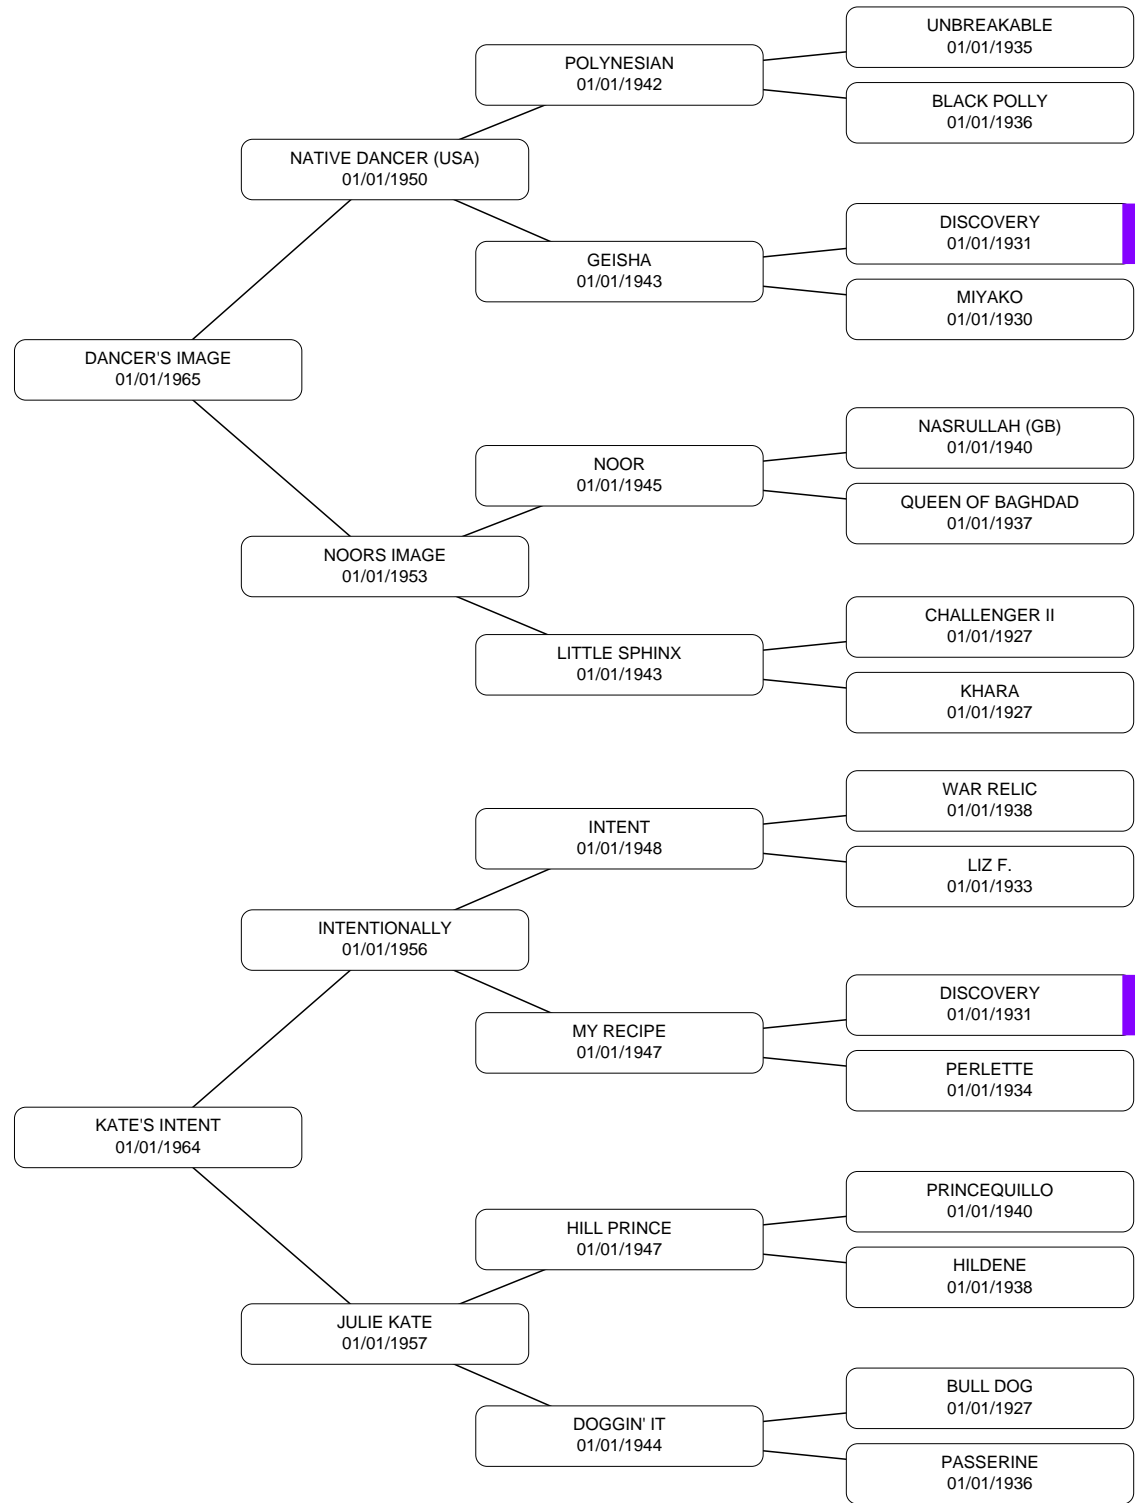 UNBREAKABLE
01/01/1935
POLYNESIAN
01/01/1942
BLACK POLLY
01/01/1936
NATIVE DANCER (USA)
01/01/1950
DISCOVERY
01/01/1931
GEISHA
01/01/1943
MIYAKO
01/01/1930
DANCER'S IMAGE
01/01/1965
NASRULLAH (GB)
01/01/1940
NOOR
01/01/1945
QUEEN OF BAGHDAD
01/01/1937
NOORS IMAGE
01/01/1953
CHALLENGER II
01/01/1927
LITTLE SPHINX
01/01/1943
KHARA
01/01/1927
WAR RELIC
01/01/1938
INTENT
01/01/1948
LIZ F.
01/01/1933
INTENTIONALLY
01/01/1956
DISCOVERY
01/01/1931
MY RECIPE
01/01/1947
PERLETTE
01/01/1934
KATE'S INTENT
01/01/1964
PRINCEQUILLO
01/01/1940
HILL PRINCE
01/01/1947
HILDENE
01/01/1938
JULIE KATE
01/01/1957
BULL DOG
01/01/1927
DOGGIN' IT
01/01/1944
PASSERINE
01/01/1936